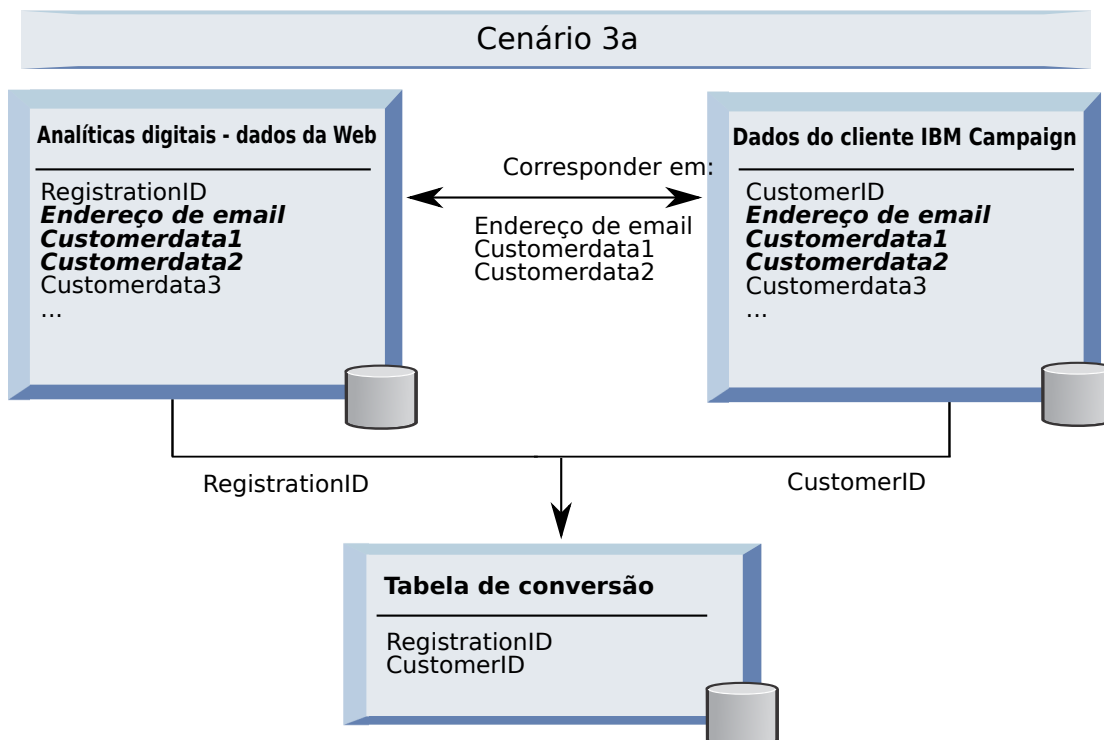 Cenário 3a
Analíticas digitais - dados da Web
RegistrationID
Endereço de email
Customerdata1
Customerdata2
Customerdata3
...
Corresponder em:
Endereço de email
Customerdata1
Customerdata2
Dados do cliente IBM Campaign
CustomerID
Endereço de email
Customerdata1
Customerdata2
Customerdata3
...
RegistrationID
CustomerID
Tabela de conversão
RegistrationID
CustomerID